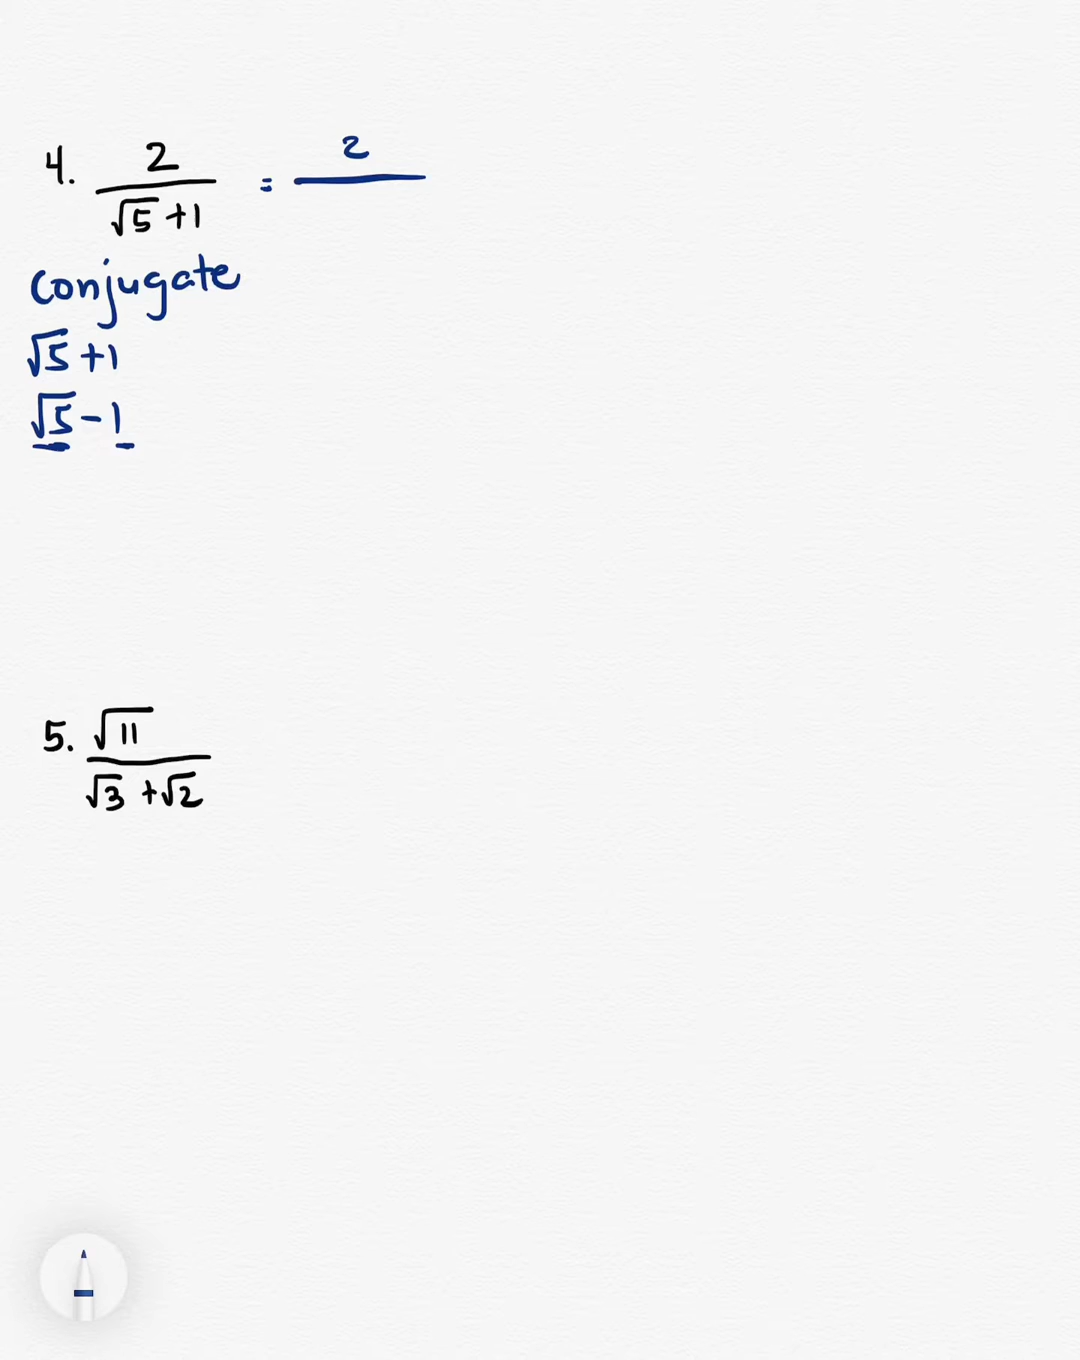 4. 2/(√5 + 1) = 2/
conjugate
√5 + 1
√5 - 1
5. √11/(√3 + √2)